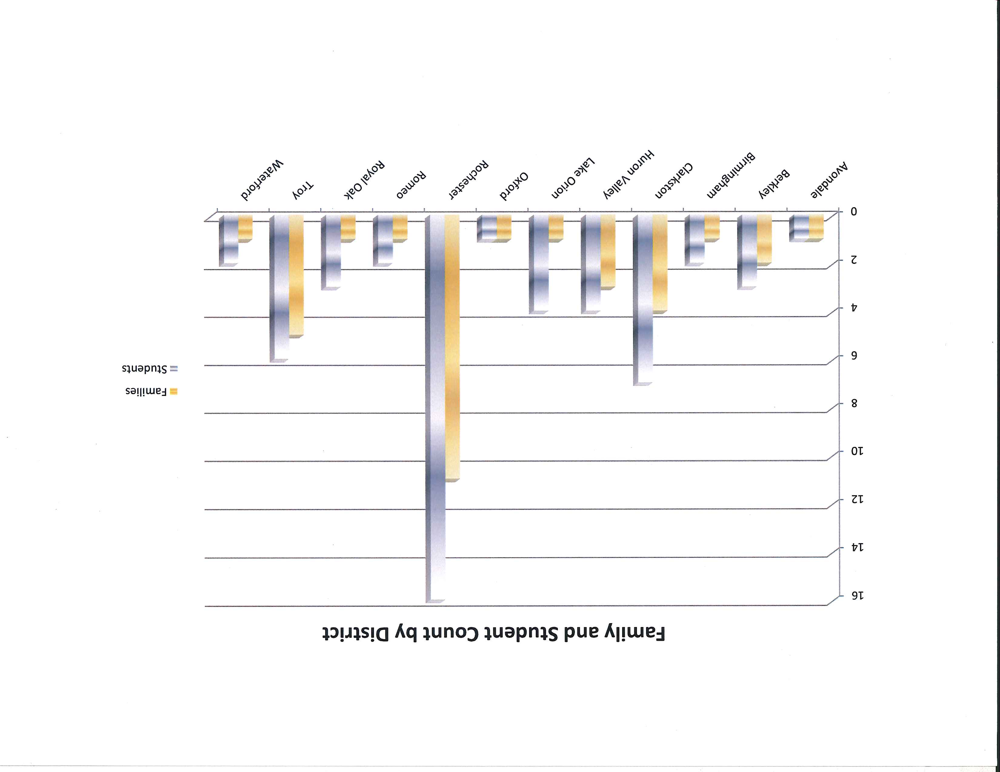 Family and Student Count by District
16
14
12
10
8
6
4
2
0
Families
Students
Avondale
Berkley
Birmingham
Clarkston
Huron Valley
Lake Orion
Oxford
Rochester
Romeo
Royal Oak
Troy
Waterford